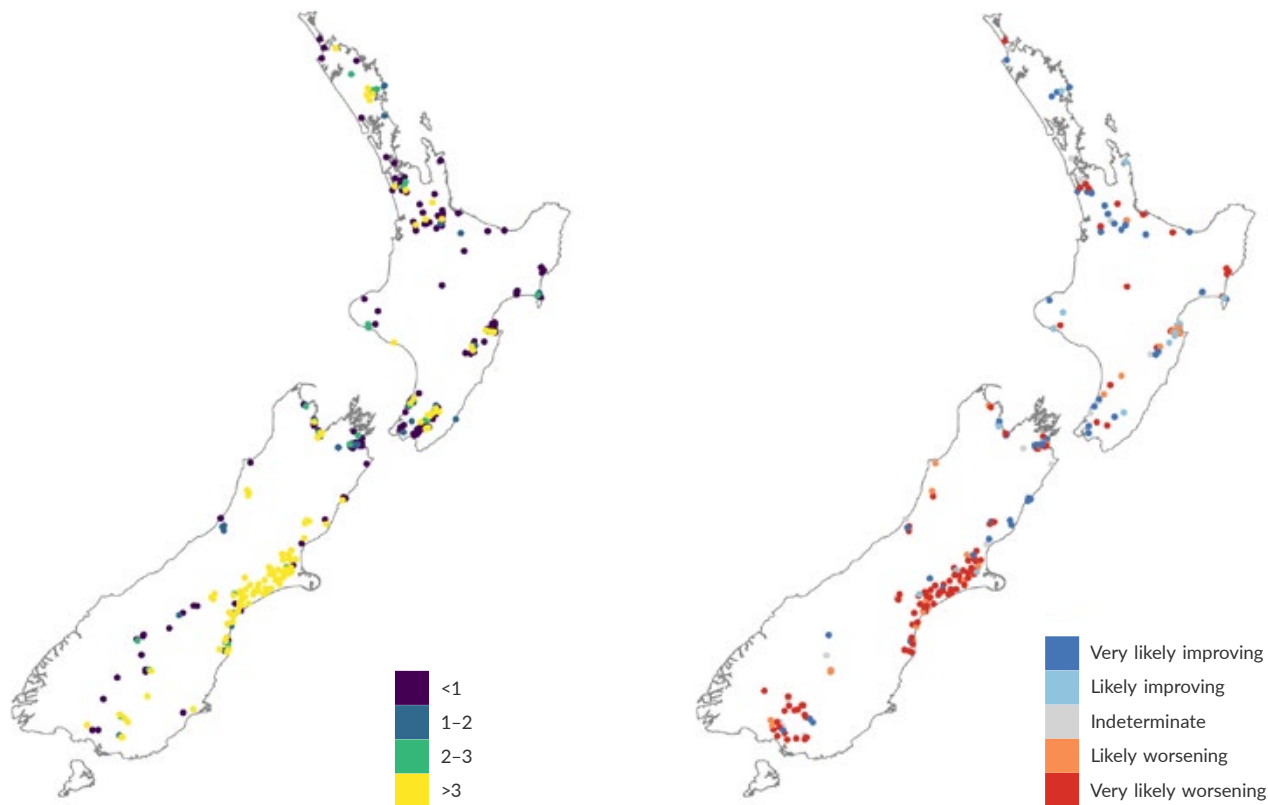 <1
1–2
2–3
>3
Very likely improving
Likely improving
Indeterminate
Likely worsening
Very likely worsening